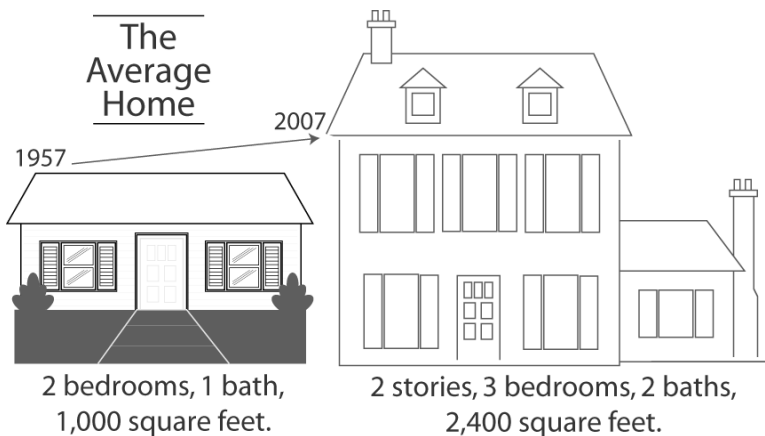 The
Average
Home
1957
2007
2 bedrooms, 1 bath,
1,000 square feet.
2 stories, 3 bedrooms, 2 baths,
2,400 square feet.